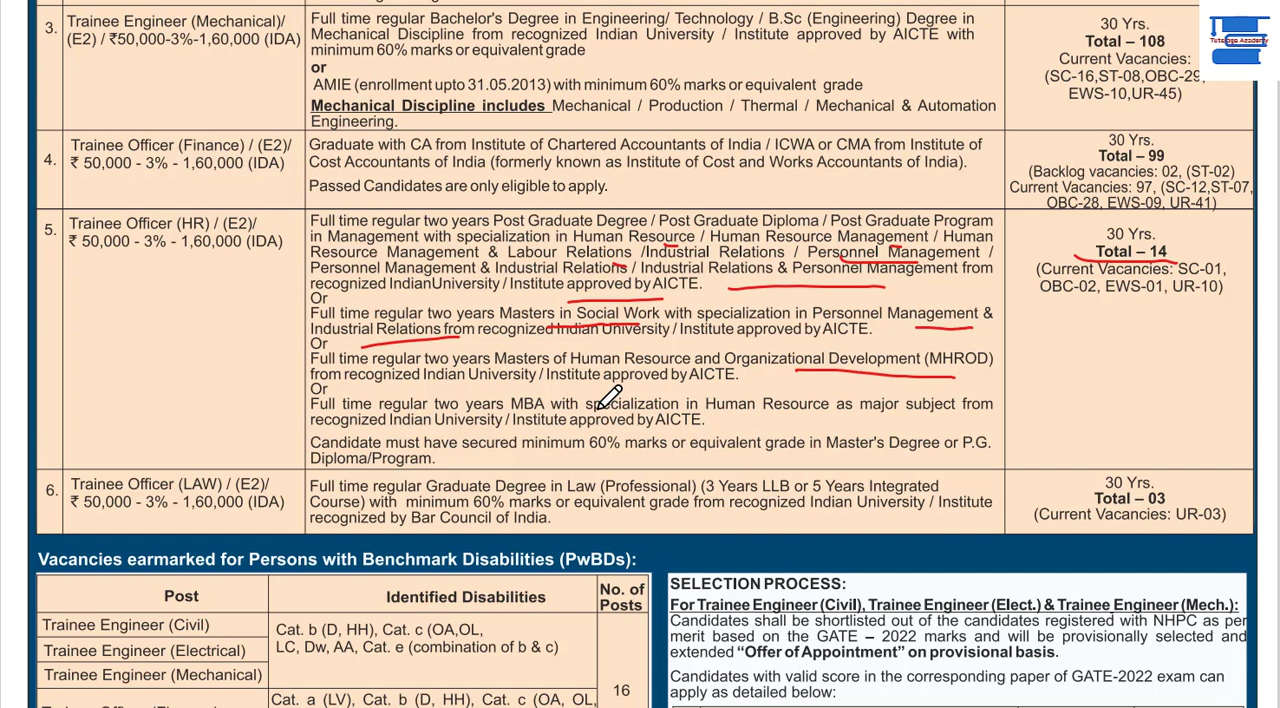 3.
Trainee Engineer (Mechanical)/
(E2) / ₹50,000-3%-1,60,000 (IDA)
Full time regular Bachelor's Degree in Engineering/ Technology / B.Sc (Engineering) Degree in
Mechanical Discipline from recognized Indian University / Institute approved by AICTE with
minimum 60% marks or equivalent grade
or
AMIE (enrollment upto 31.05.2013) with minimum 60% marks or equivalent grade
Mechanical Discipline includes Mechanical / Production / Thermal / Mechanical & Automation
Engineering.
30 Yrs.
Total – 108
Current Vacancies:
(SC-16,ST-08,OBC-29,
EWS-10,UR-45)
Tutelage Academy
4.
Trainee Officer (Finance) / (E2)/
₹ 50,000 - 3% - 1,60,000 (IDA)
Graduate with CA from Institute of Chartered Accountants of India / ICWA or CMA from Institute of
Cost Accountants of India (formerly known as Institute of Cost and Works Accountants of India).
Passed Candidates are only eligible to apply.
30 Yrs.
Total – 99
(Backlog vacancies: 02, (ST-02)
Current Vacancies: 97, (SC-12,ST-07,
OBC-28, EWS-09, UR-41)
5.
Trainee Officer (HR) / (E2)/
₹ 50,000 - 3% - 1,60,000 (IDA)
Full time regular two years Post Graduate Degree / Post Graduate Diploma / Post Graduate Program
in Management with specialization in Human Resource / Human Resource Management / Human
Resource Management & Labour Relations /Industrial Relations / Personnel Management /
Personnel Management & Industrial Relations / Industrial Relations & Personnel Management from
recognized IndianUniversity / Institute approved by AICTE.
Or
Full time regular two years Masters in Social Work with specialization in Personnel Management &
Industrial Relations from recognized Indian University / Institute approved by AICTE.
Or
Full time regular two years Masters of Human Resource and Organizational Development (MHROD)
from recognized Indian University / Institute approved by AICTE.
Or
Full time regular two years MBA with specialization in Human Resource as major subject from
recognized Indian University / Institute approved by AICTE.
Candidate must have secured minimum 60% marks or equivalent grade in Master's Degree or P.G.
Diploma/Program.
30 Yrs.
Total – 14
(Current Vacancies: SC-01,
OBC-02, EWS-01, UR-10)
6.
Trainee Officer (LAW) / (E2)/
₹ 50,000 - 3% - 1,60,000 (IDA)
Full time regular Graduate Degree in Law (Professional) (3 Years LLB or 5 Years Integrated
Course) with minimum 60% marks or equivalent grade from recognized Indian University / Institute
recognized by Bar Council of India.
30 Yrs.
Total – 03
(Current Vacancies: UR-03)
Vacancies earmarked for Persons with Benchmark Disabilities (PwBDs):
Post
Identified Disabilities
No. of
Posts
Trainee Engineer (Civil)
Trainee Engineer (Electrical)
Trainee Engineer (Mechanical)
Cat. b (D, HH), Cat. c (OA,OL,
LC, Dw, AA, Cat. e (combination of b & c)
16
Cat. a (LV), Cat. b (D, HH), Cat. c (OA, OL,
SELECTION PROCESS:
For Trainee Engineer (Civil), Trainee Engineer (Elect.) & Trainee Engineer (Mech.):
Candidates shall be shortlisted out of the candidates registered with NHPC as per
merit based on the GATE – 2022 marks and will be provisionally selected and
extended “Offer of Appointment” on provisional basis.
Candidates with valid score in the corresponding paper of GATE-2022 exam can
apply as detailed below: